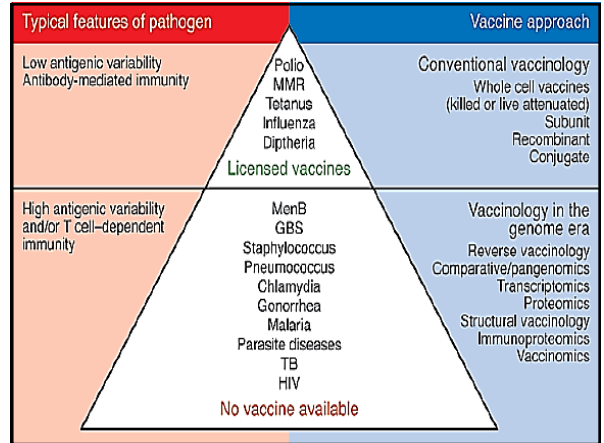 Typical features of pathogen
Vaccine approach
Low antigenic variability
Antibody-mediated immunity
Polio
MMR
Tetanus
Influenza
Diptheria
Licensed vaccines
Conventional vaccinology
Whole cell vaccines
(killed or live attenuated)
Subunit
Recombinant
Conjugate
High antigenic variability
and/or T cell–dependent
immunity
MenB
GBS
Staphylococcus
Pneumococcus
Chlamydia
Gonorrhea
Malaria
Parasite diseases
TB
HIV
No vaccine available
Vaccinology in the
genome era
Reverse vaccinology
Comparative/pangenomics
Transcriptomics
Proteomics
Structural vaccinology
Immunoproteomics
Vaccinomics